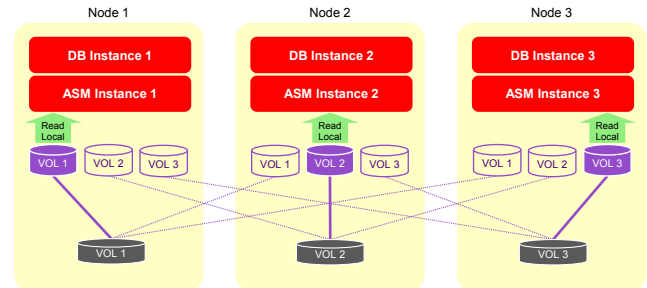 Node 1
Node 2
Node 3
DB Instance 1
DB Instance 2
DB Instance 3
ASM Instance 1
ASM Instance 2
ASM Instance 3
Read
Local
Read
Local
Read
Local
VOL 1
VOL 2
VOL 3
VOL 1
VOL 2
VOL 3
VOL 1
VOL 2
VOL 3
VOL 1
VOL 2
VOL 3